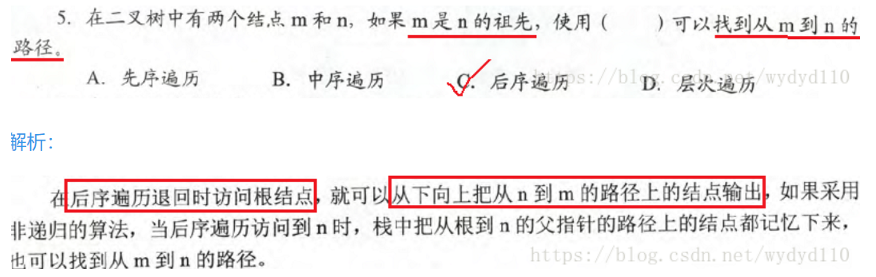 5. 在二叉树中有两个结点 m 和 n, 如果 m 是 n 的祖先, 使用 (    ) 可以找到从 m 到 n 的
路径。
A. 先序遍历    B. 中序遍历    C. 后序遍历    D. 层次遍历
https://blog.csdn.net/wydyd110
解析:
在后序遍历退回时访问根结点, 就可以从下向上把从 n 到 m 的路径上的结点输出, 如果采用
非递归的算法, 当后序遍历访问到 n 时, 栈中把从根到 n 的父指针的路径上的结点都记忆下来,
也可以找到从 m 到 n 的路径。
https://blog.csdn.net/wydyd110